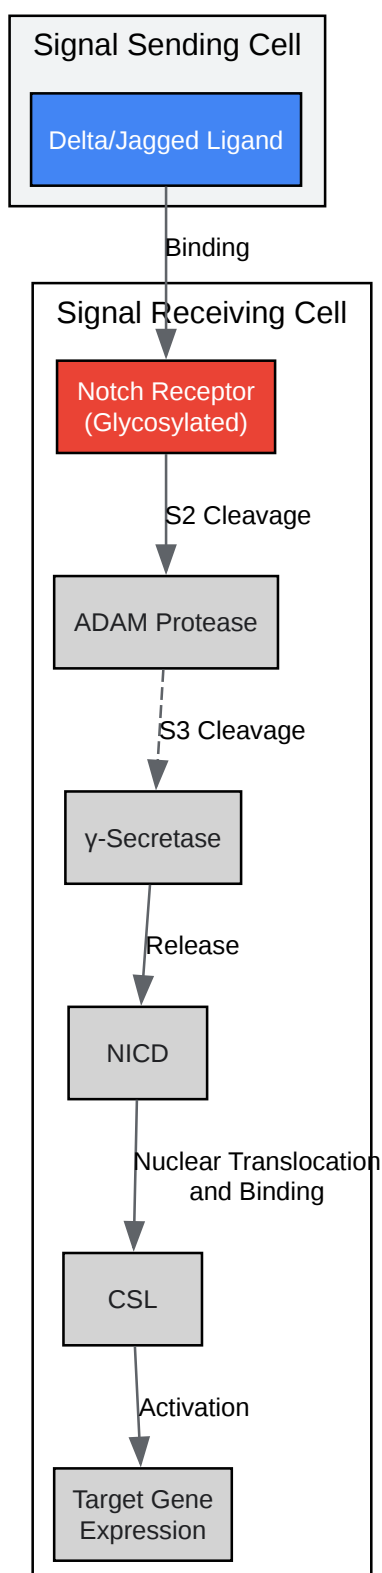 Signal Sending Cell
Delta/Jagged Ligand
Binding
Signal Receiving Cell
Notch Receptor
(Glycosylated)
S2 Cleavage
ADAM Protease
S3 Cleavage
γ-Secretase
Release
NICD
Nuclear Translocation
and Binding
CSL
Activation
Target Gene
Expression